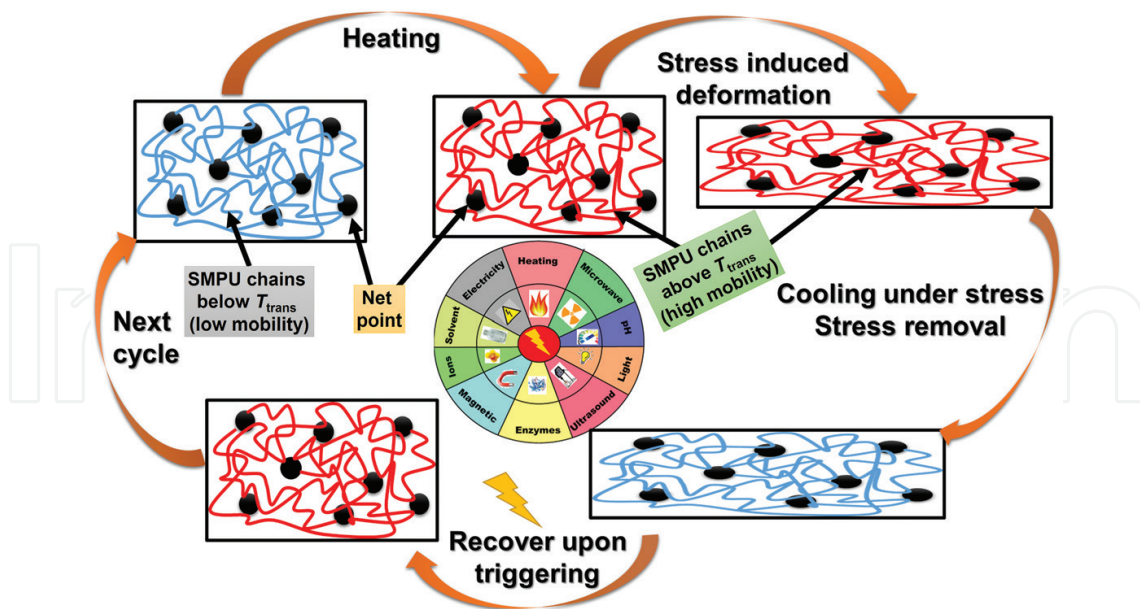 Heating
Stress induced
deformation
SMPU chains
below Ttrans
(low mobility)
Net
point
SMPU chains
above Ttrans
(high mobility)
Cooling under stress
Stress removal
Next
cycle
Electricity
Heating
Microwave
pH
Light
Ultrasound
Enzymes
Magnetic
Ions
Solvent
Recover upon
triggering